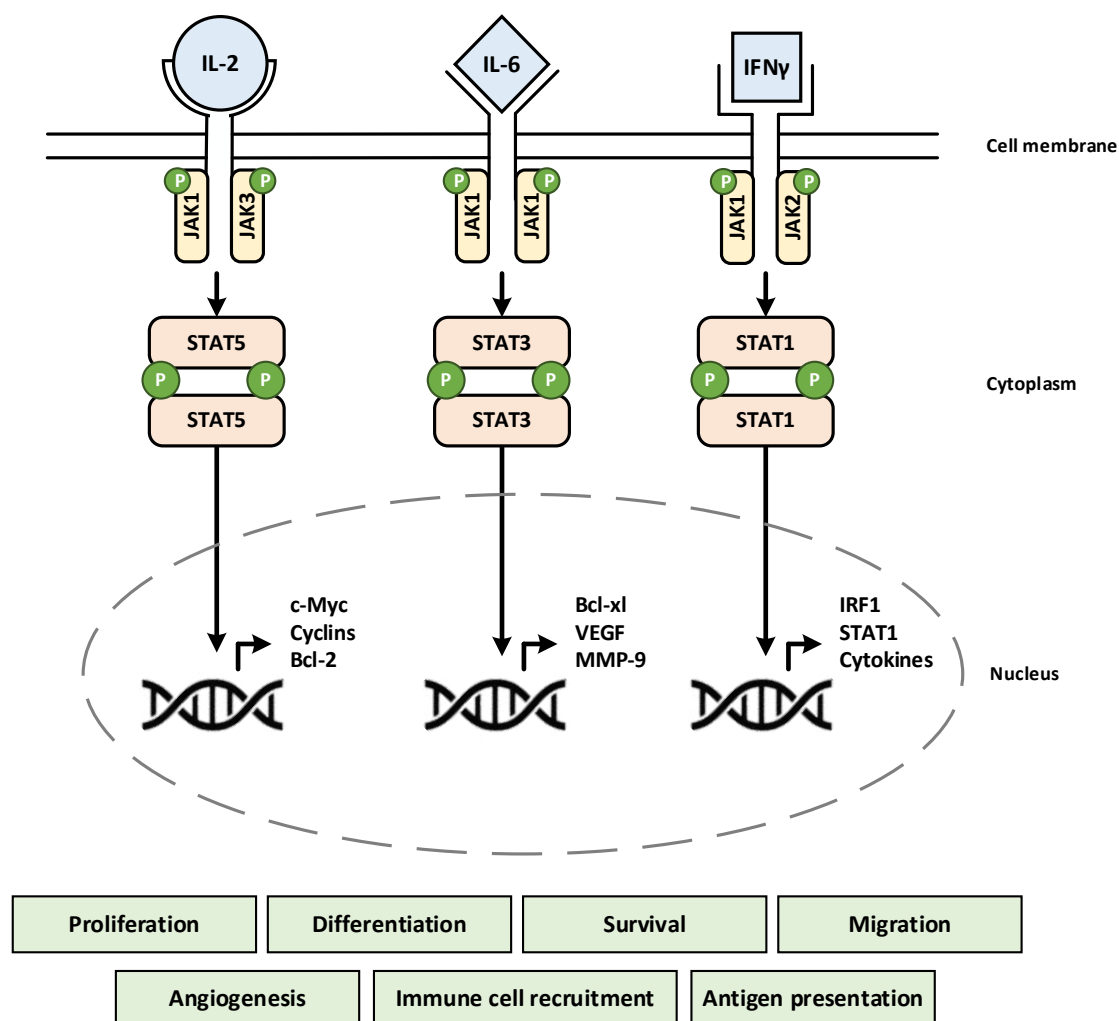 IL-2
IL-6
IFNγ
Cell membrane
P
P
P
P
P
P
JAK1
JAK3
JAK1
JAK1
JAK1
JAK2
STAT5
STAT3
STAT1
P
P
P
P
P
P
Cytoplasm
STAT5
STAT3
STAT1
c-Myc
Cyclins
Bcl-2
Bcl-xl
VEGF
MMP-9
IRF1
STAT1
Cytokines
Nucleus
Proliferation
Differentiation
Survival
Migration
Angiogenesis
Immune cell recruitment
Antigen presentation